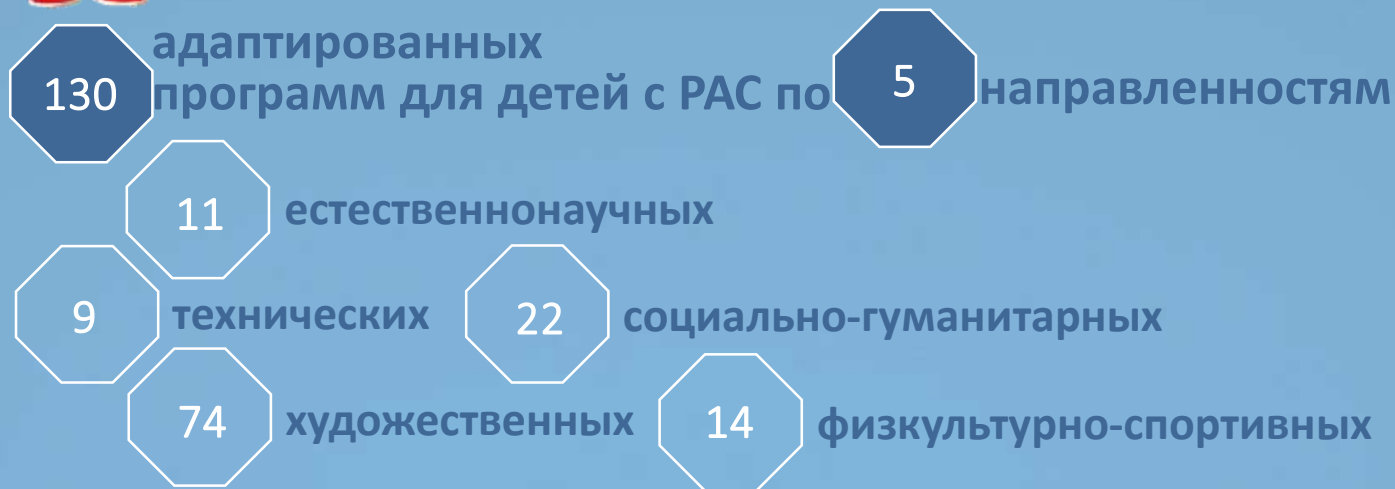 адаптированных
130 программ для детей с РАС по 5 направленностям
11 естественнонаучных
9 технических 22 социально-гуманитарных
74 художественных 14 физкультурно-спортивных